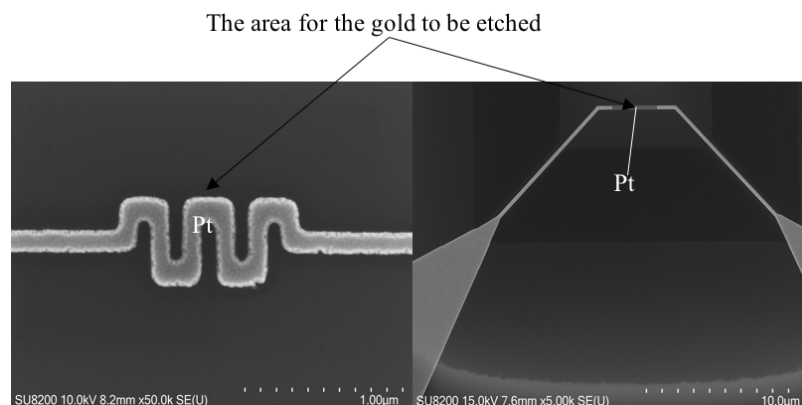 The area for the gold to be etched
Pt
Pt
SU8200 10.0kV 8.2mm x50.0k SE(U)
1.00μm
SU8200 15.0kV 7.6mm x5.00k SE(U)
10.0μm